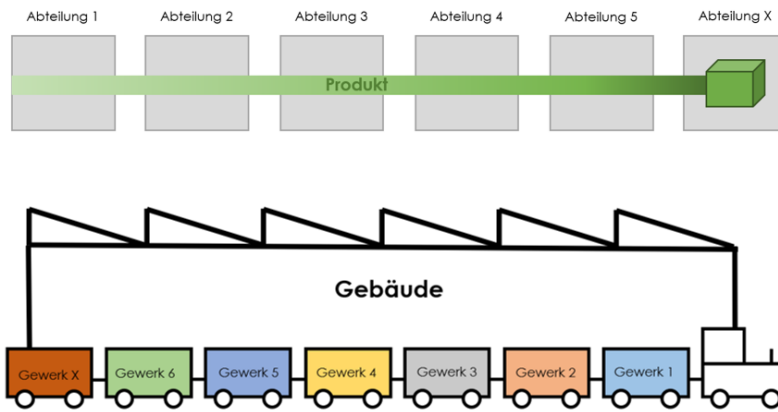 Abteilung 1 Abteilung 2 Abteilung 3 Abteilung 4 Abteilung 5 Abteilung X
Produkt
Gebäude
Gewerk X Gewerk 6 Gewerk 5 Gewerk 4 Gewerk 3 Gewerk 2 Gewerk 1